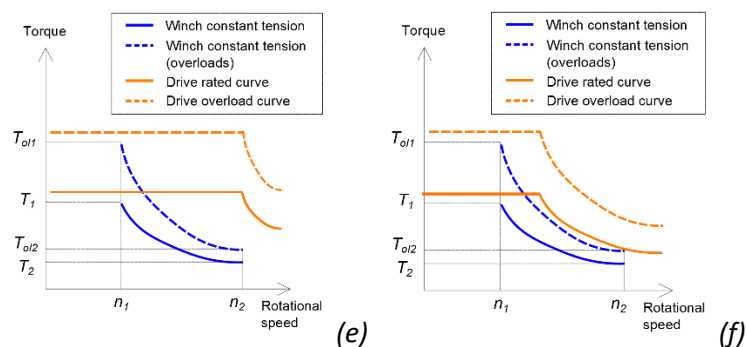 Torque
Winch constant tension
Winch constant tension
(overloads)
Drive rated curve
Drive overload curve
T_ol1
T_1
T_ol2
T_2
n_1
n_2
Rotational
speed
(e)
Torque
Winch constant tension
Winch constant tension
(overloads)
Drive rated curve
Drive overload curve
T_ol1
T_1
T_ol2
T_2
n_1
n_2
Rotational
speed
(f)